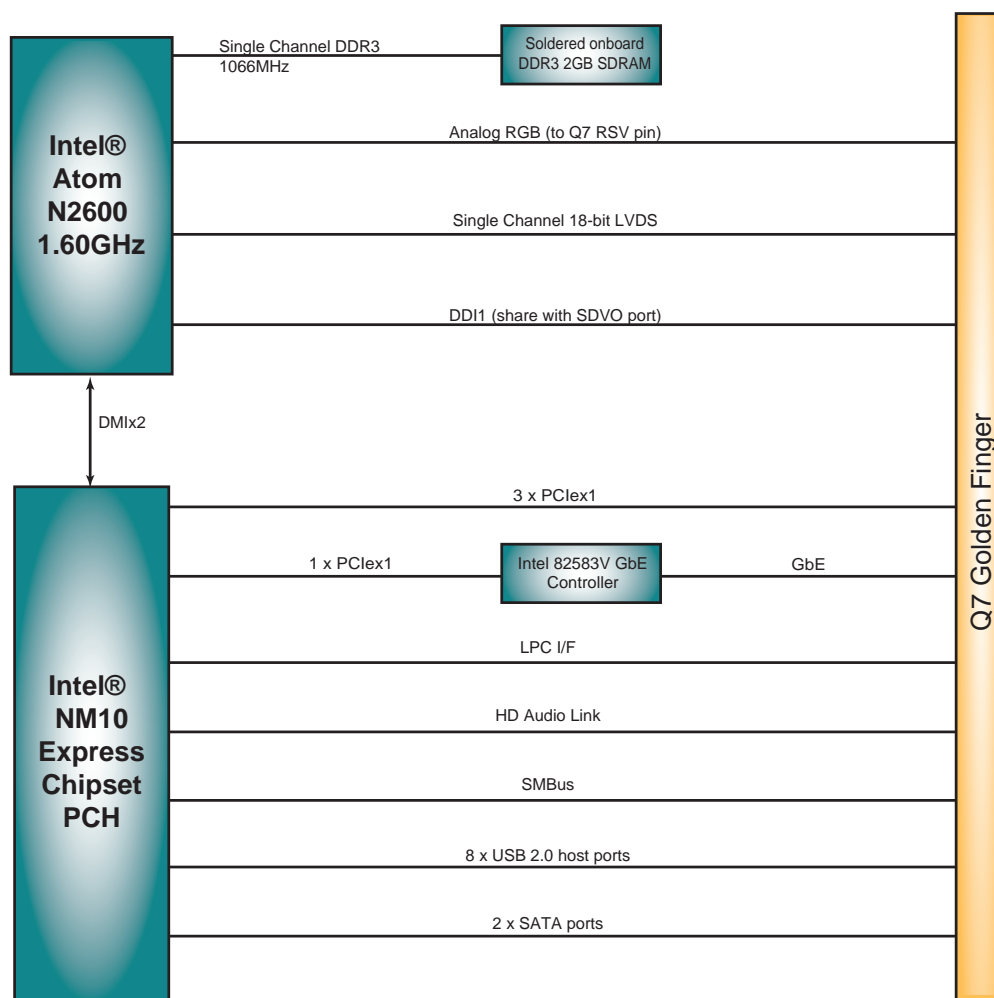 Single Channel DDR3
1066MHz
Soldered onboard
DDR3 2GB SDRAM
Intel®
Atom
N2600
1.60GHz
Analog RGB (to Q7 RSV pin)
Single Channel 18-bit LVDS
DDI1 (share with SDVO port)
DMIx2
Q7 Golden Finger
3 x PCIex1
1 x PCIex1
Intel 82583V GbE
Controller
GbE
LPC I/F
Intel®
NM10
Express
Chipset
PCH
HD Audio Link
SMBus
8 x USB 2.0 host ports
2 x SATA ports